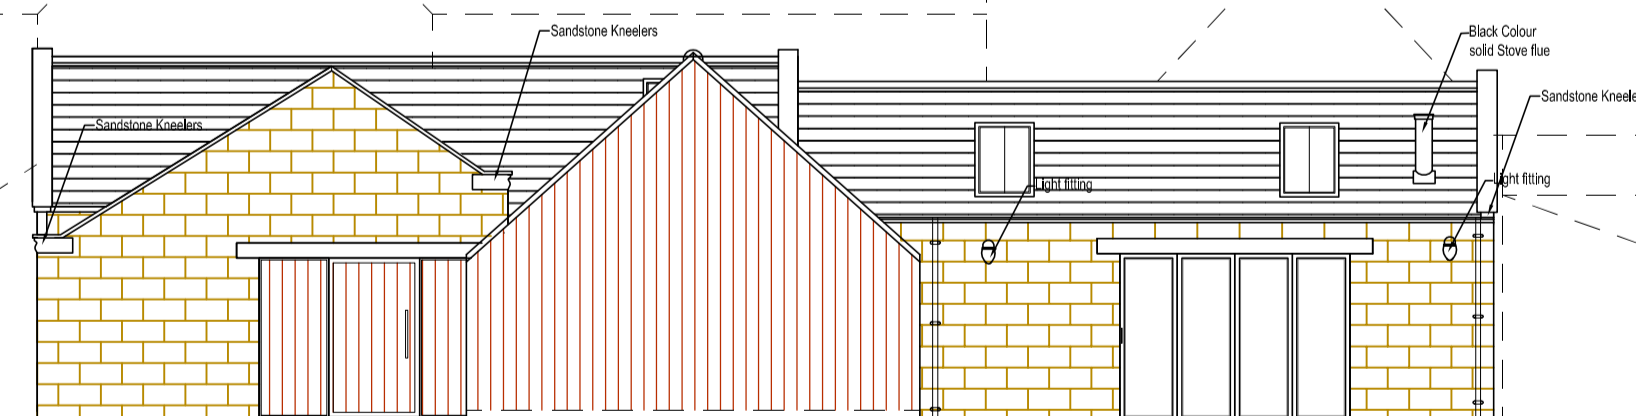 Sandstone Kneelers
Black Colour
solid Stove flue
Sandstone Kneele
Sandstone Kneelers
Light fitting
Light fitting